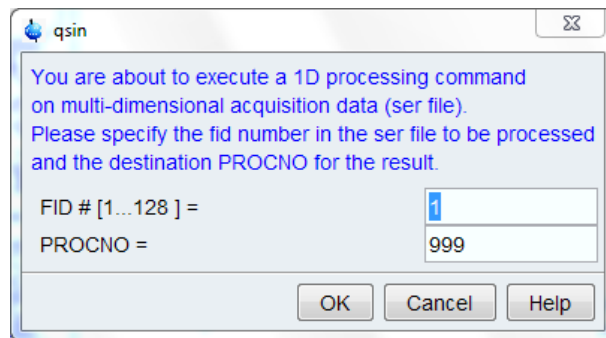 qsin
You are about to execute a 1D processing command
on multi-dimensional acquisition data (ser file).
Please specify the fid number in the ser file to be processed
and the destination PROCNO for the result.
FID # [1...128 ] = 1
PROCNO = 999
OK Cancel Help